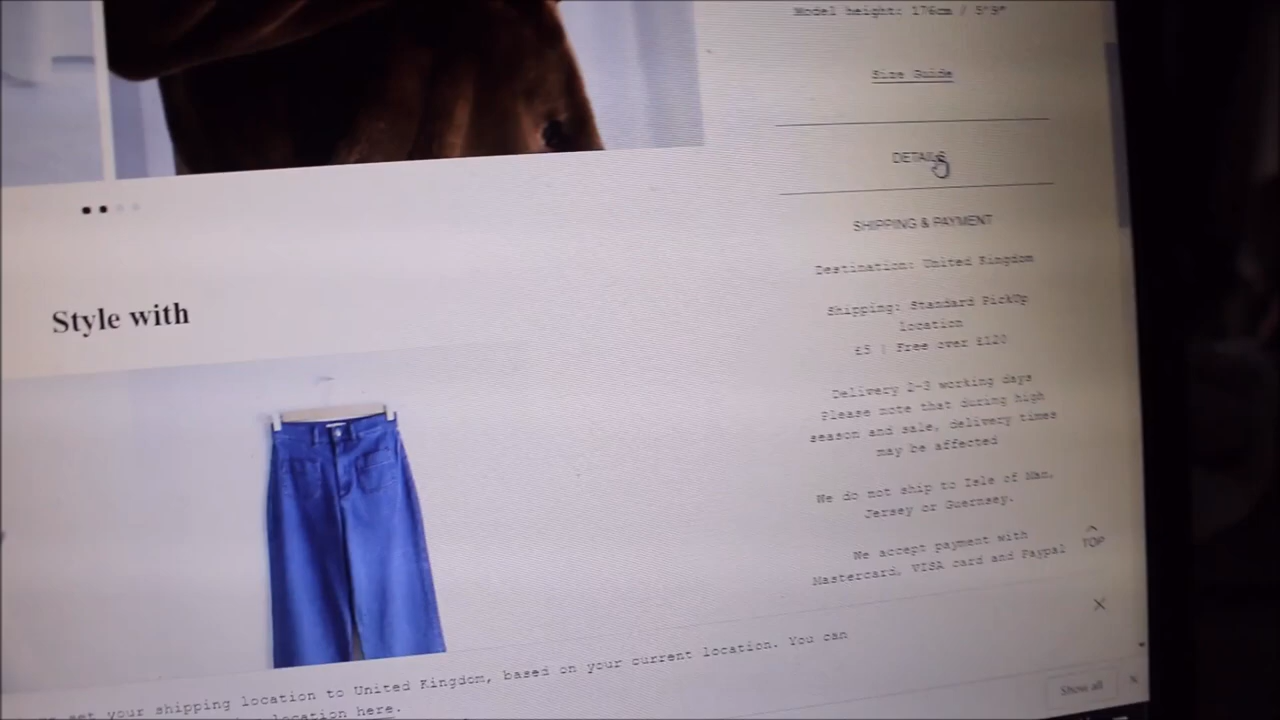 Model height: 176cm / 5'9"
Size Guide
DETAILS
SHIPPING & PAYMENT
Destination: United Kingdom
Shipping: Standard PickUp
location
£5 | Free over £120
Delivery 2-3 working days
Please note that during high
season and sale, delivery times
may be affected
We do not ship to Isle of Man,
Jersey or Guernsey.
We accept payment with
Mastercard, VISA card and Paypal
TOP
Style with
set your shipping location to United Kingdom, based on your current location. You can
location here.
Show all